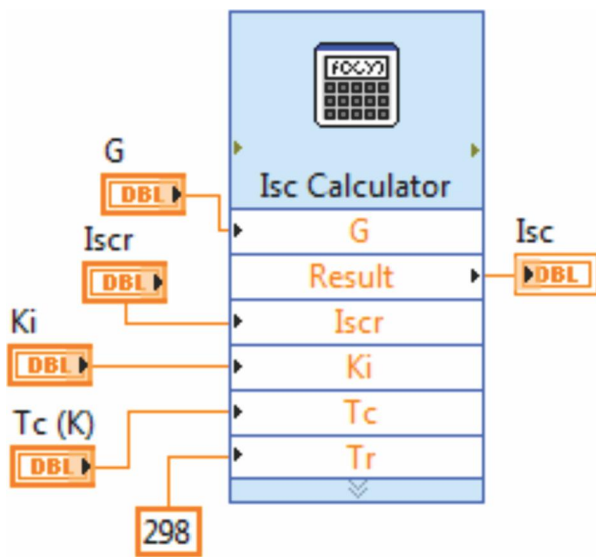 f(X,Y)
Isc Calculator
G
DBL
G
Iscr
DBL
Result
Isc
DBL
Iscr
Ki
DBL
Ki
Tc (K)
DBL
Tc
Tr
298